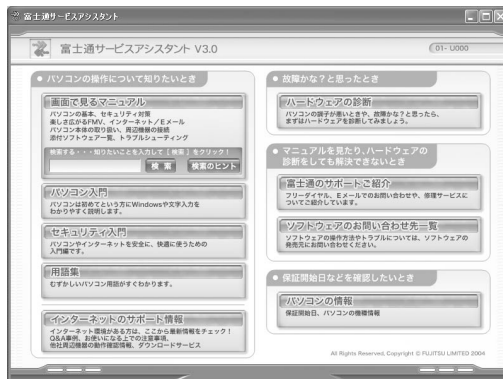 富士通サービスアシスタント
富士通サービスアシスタント V3.0
01- U000
パソコンの操作について知りたいとき
画面で見るマニュアル
パソコンの基本、セキュリティ対策
楽しさ広がるFMV、インターネット／Eメール
パソコン本体の取り扱い、周辺機器の接続
添付ソフトウェア一覧、トラブルシューティング
検索する・・・知りたいことを入力して [ 検索 ] をクリック！
検 索
検索のヒント
パソコン入門
パソコンは初めてという方にWindowsや文字入力を
わかりやすく説明します。
セキュリティ入門
パソコンやインターネットを安全に、快適に使うための
入門編です。
用語集
むずかしいパソコン用語がすぐわかります。
インターネットのサポート情報
インターネット環境がある方は、ここから最新情報をチェック！
Q&A事例、お使いになる上での注意事項、
他社周辺機器の動作確認情報、ダウンロードサービス
故障かな？と思ったとき
ハードウェアの診断
パソコンの調子が悪いときや、故障かな？と思ったら、
まずはハードウェアを診断してみましょう。
マニュアルを見たり、ハードウェアの
診断をしても解決できないとき
富士通のサポートご紹介
フリーダイヤル、Eメールでのお問い合わせや、修理サービスに
ついてご紹介しています。
ソフトウェアのお問い合わせ先一覧
ソフトウェアの操作方法やトラブルについては、ソフトウェアの
発売元にお問い合わせください。
保証開始日などを確認したいとき
パソコンの情報
保証開始日、パソコンの機種情報
All Rights Reserved, Copyright © FUJITSU LIMITED 2004